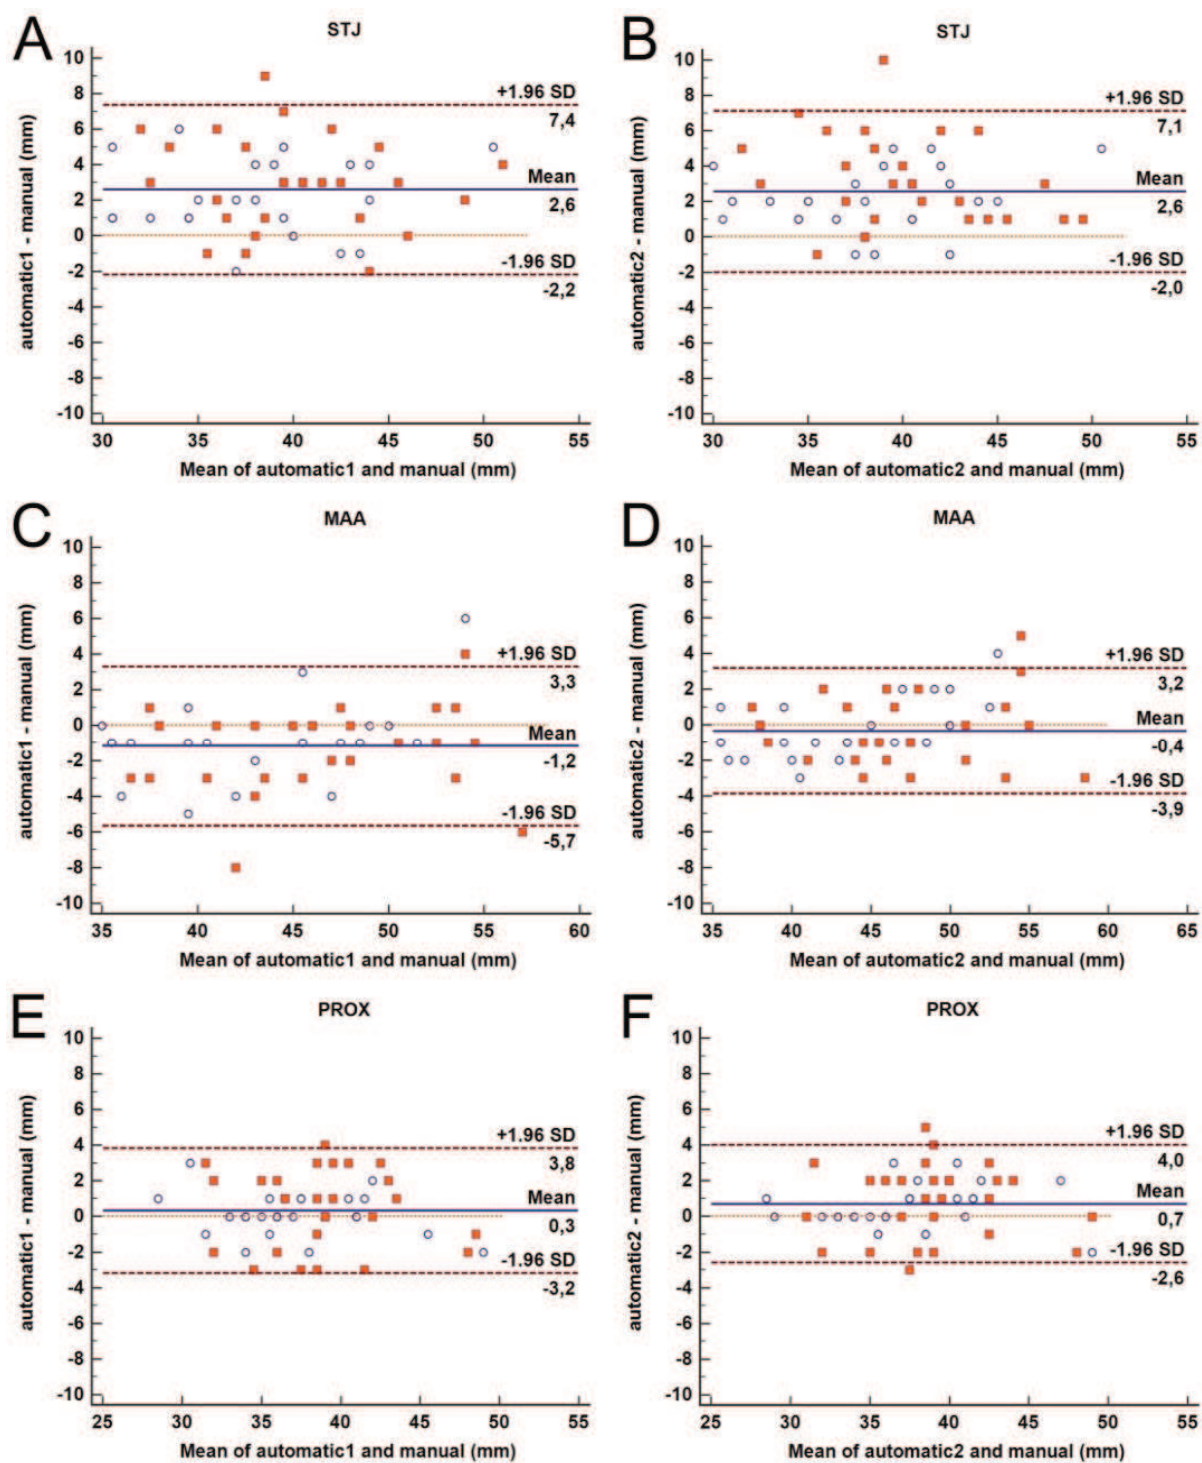 A
STJ
automatic1 - manual (mm)
10
8
6
4
2
0
-2
-4
-6
-8
-10
+1.96 SD
7,4
Mean
2,6
-1.96 SD
-2,2
30 35 40 45 50 55
Mean of automatic1 and manual (mm)
B
STJ
automatic2 - manual (mm)
10
8
6
4
2
0
-2
-4
-6
-8
-10
+1.96 SD
7,1
Mean
2,6
-1.96 SD
-2,0
30 35 40 45 50 55
Mean of automatic2 and manual (mm)
C
MAA
automatic1 - manual (mm)
10
8
6
4
2
0
-2
-4
-6
-8
-10
+1.96 SD
3,3
Mean
-1,2
-1.96 SD
-5,7
35 40 45 50 55 60
Mean of automatic1 and manual (mm)
D
MAA
automatic2 - manual (mm)
10
8
6
4
2
0
-2
-4
-6
-8
-10
+1.96 SD
3,2
Mean
-0,4
-1.96 SD
-3,9
35 40 45 50 55 60 65
Mean of automatic2 and manual (mm)
E
PROX
automatic1 - manual (mm)
10
8
6
4
2
0
-2
-4
-6
-8
-10
+1.96 SD
3,8
Mean
0,3
-1.96 SD
-3,2
25 30 35 40 45 50 55
Mean of automatic1 and manual (mm)
F
PROX
automatic2 - manual (mm)
10
8
6
4
2
0
-2
-4
-6
-8
-10
+1.96 SD
4,0
Mean
0,7
-1.96 SD
-2,6
25 30 35 40 45 50 55
Mean of automatic2 and manual (mm)